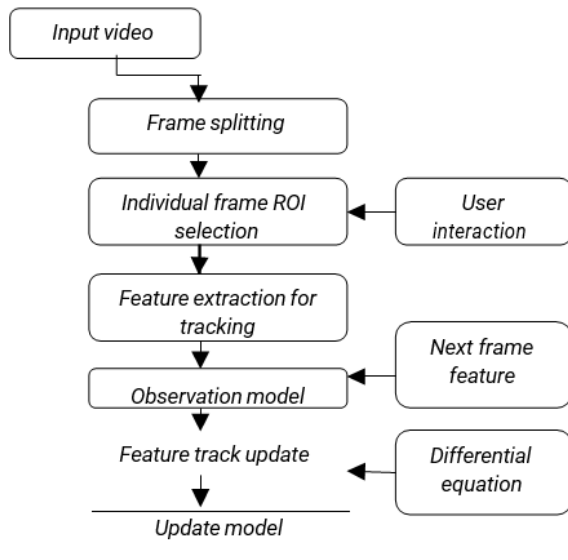 Input video
Frame splitting
Individual frame ROI
selection
User
interaction
Feature extraction for
tracking
Next frame
feature
Observation model
Feature track update
Differential
equation
Update model